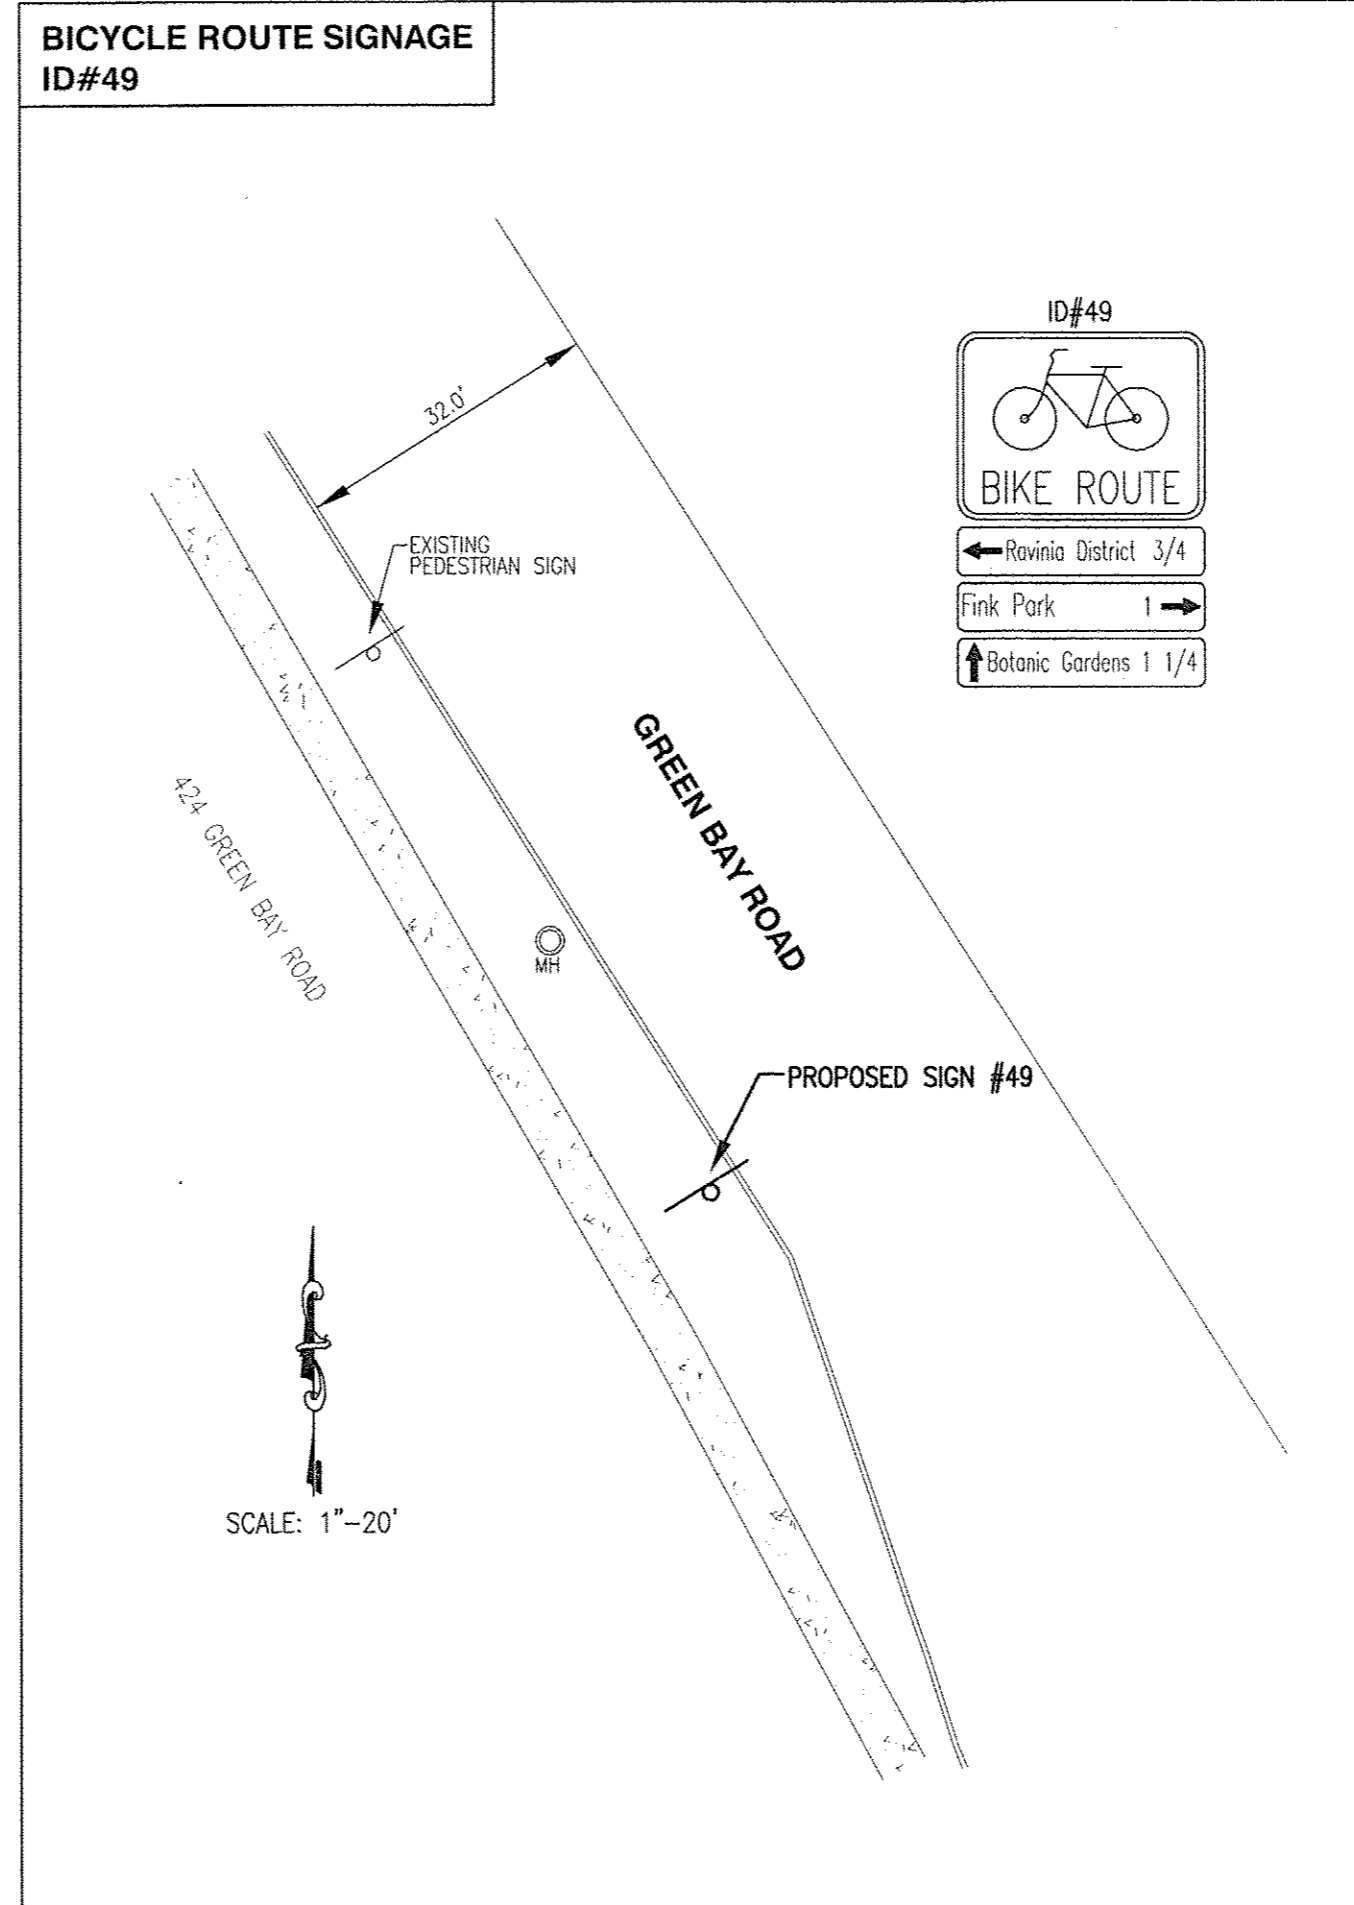 BICYCLE ROUTE SIGNAGE
ID#49
ID#49
BIKE ROUTE
Ravinia District 3/4
Fink Park 1
Botanic Gardens 1 1/4
32.0'
EXISTING
PEDESTRIAN SIGN
GREEN BAY ROAD
424 GREEN BAY ROAD
MH
PROPOSED SIGN #49
SCALE: 1"-20'